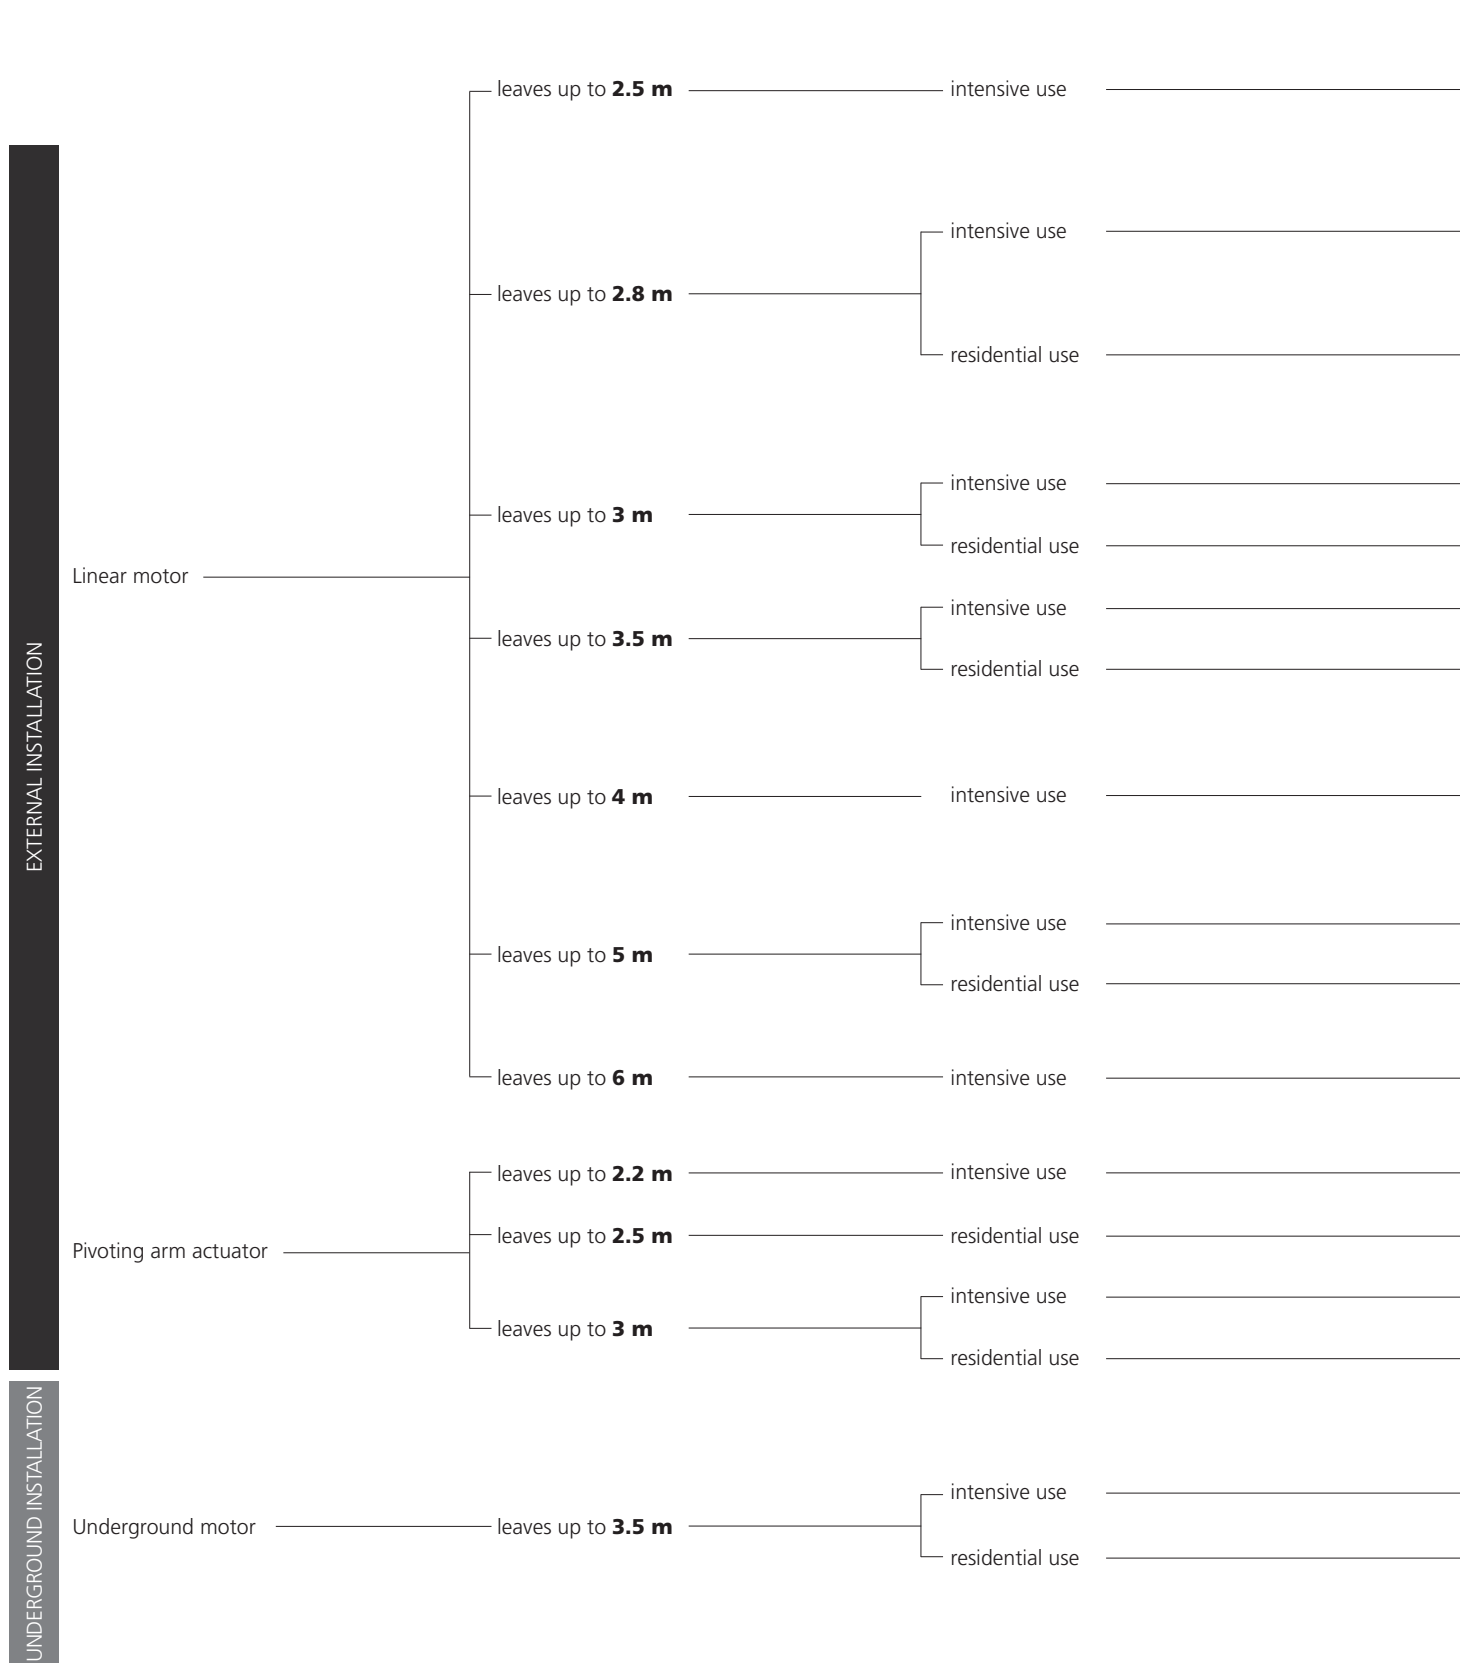 leaves up to 2.5 m intensive use
intensive use
leaves up to 2.8 m
residential use
intensive use
leaves up to 3 m
residential use
Linear motor
intensive use
leaves up to 3.5 m
residential use
EXTERNAL INSTALLATION
leaves up to 4 m intensive use
intensive use
leaves up to 5 m
residential use
leaves up to 6 m intensive use
leaves up to 2.2 m intensive use
leaves up to 2.5 m residential use
Pivoting arm actuator
intensive use
leaves up to 3 m
residential use
UNDERGROUND INSTALLATION
intensive use
Underground motor leaves up to 3.5 m
residential use